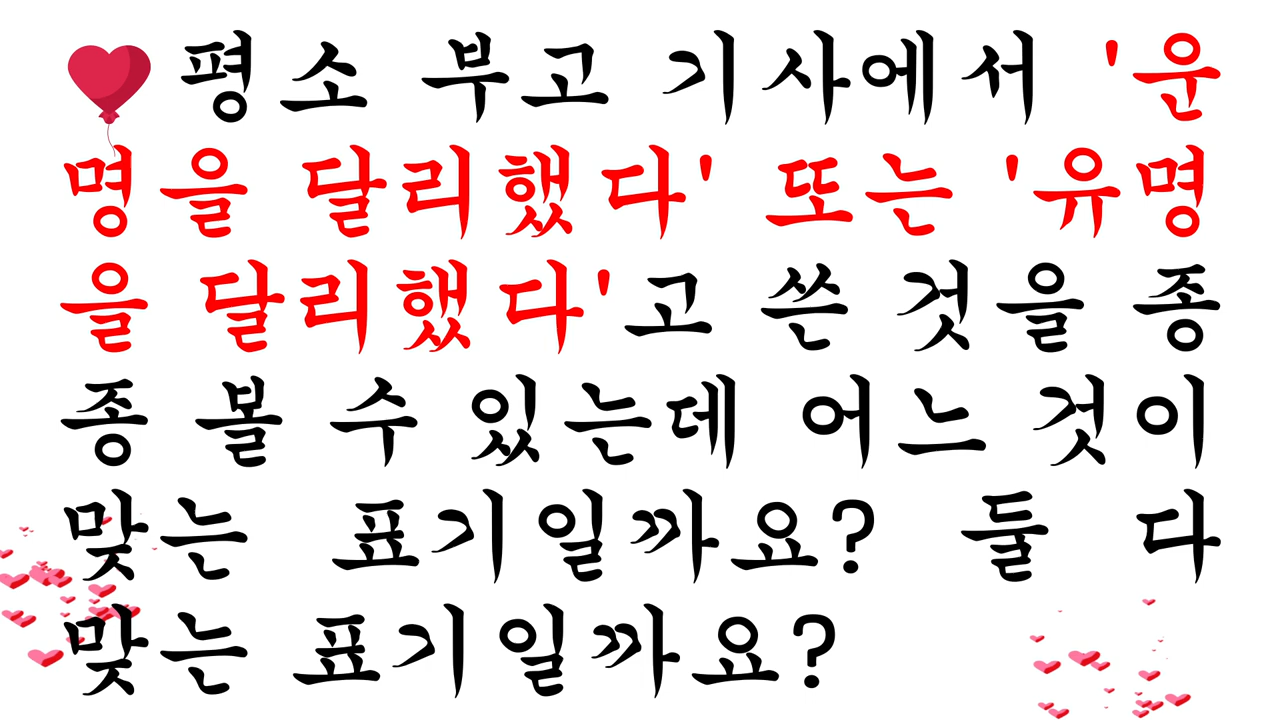 평소 부고 기사에서 '운
명을 달리했다' 또는 '유명
을 달리했다'고 쓴 것을 종
종 볼 수 있는데 어느 것이
맞는 표기일까요? 둘 다
맞는 표기일까요?